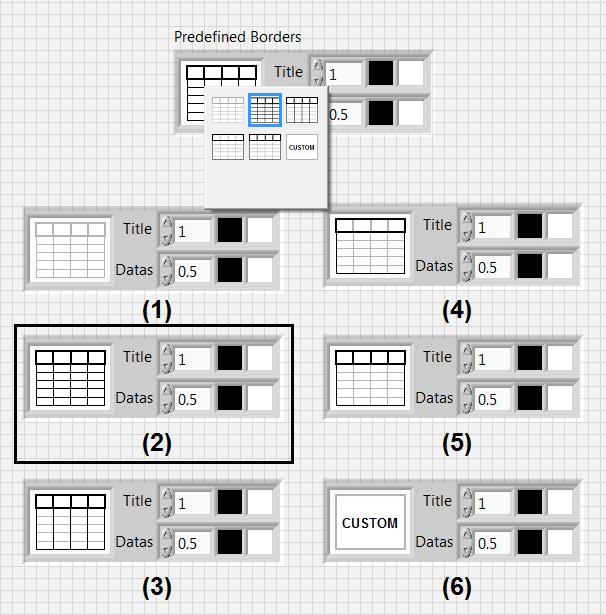 Predefined Borders
Title 1
0.5
CUSTOM
Title 1
Datas 0.5
(1)
Title 1
Datas 0.5
(4)
Title 1
Datas 0.5
(2)
Title 1
Datas 0.5
(5)
Title 1
Datas 0.5
(3)
CUSTOM
Title 1
Datas 0.5
(6)